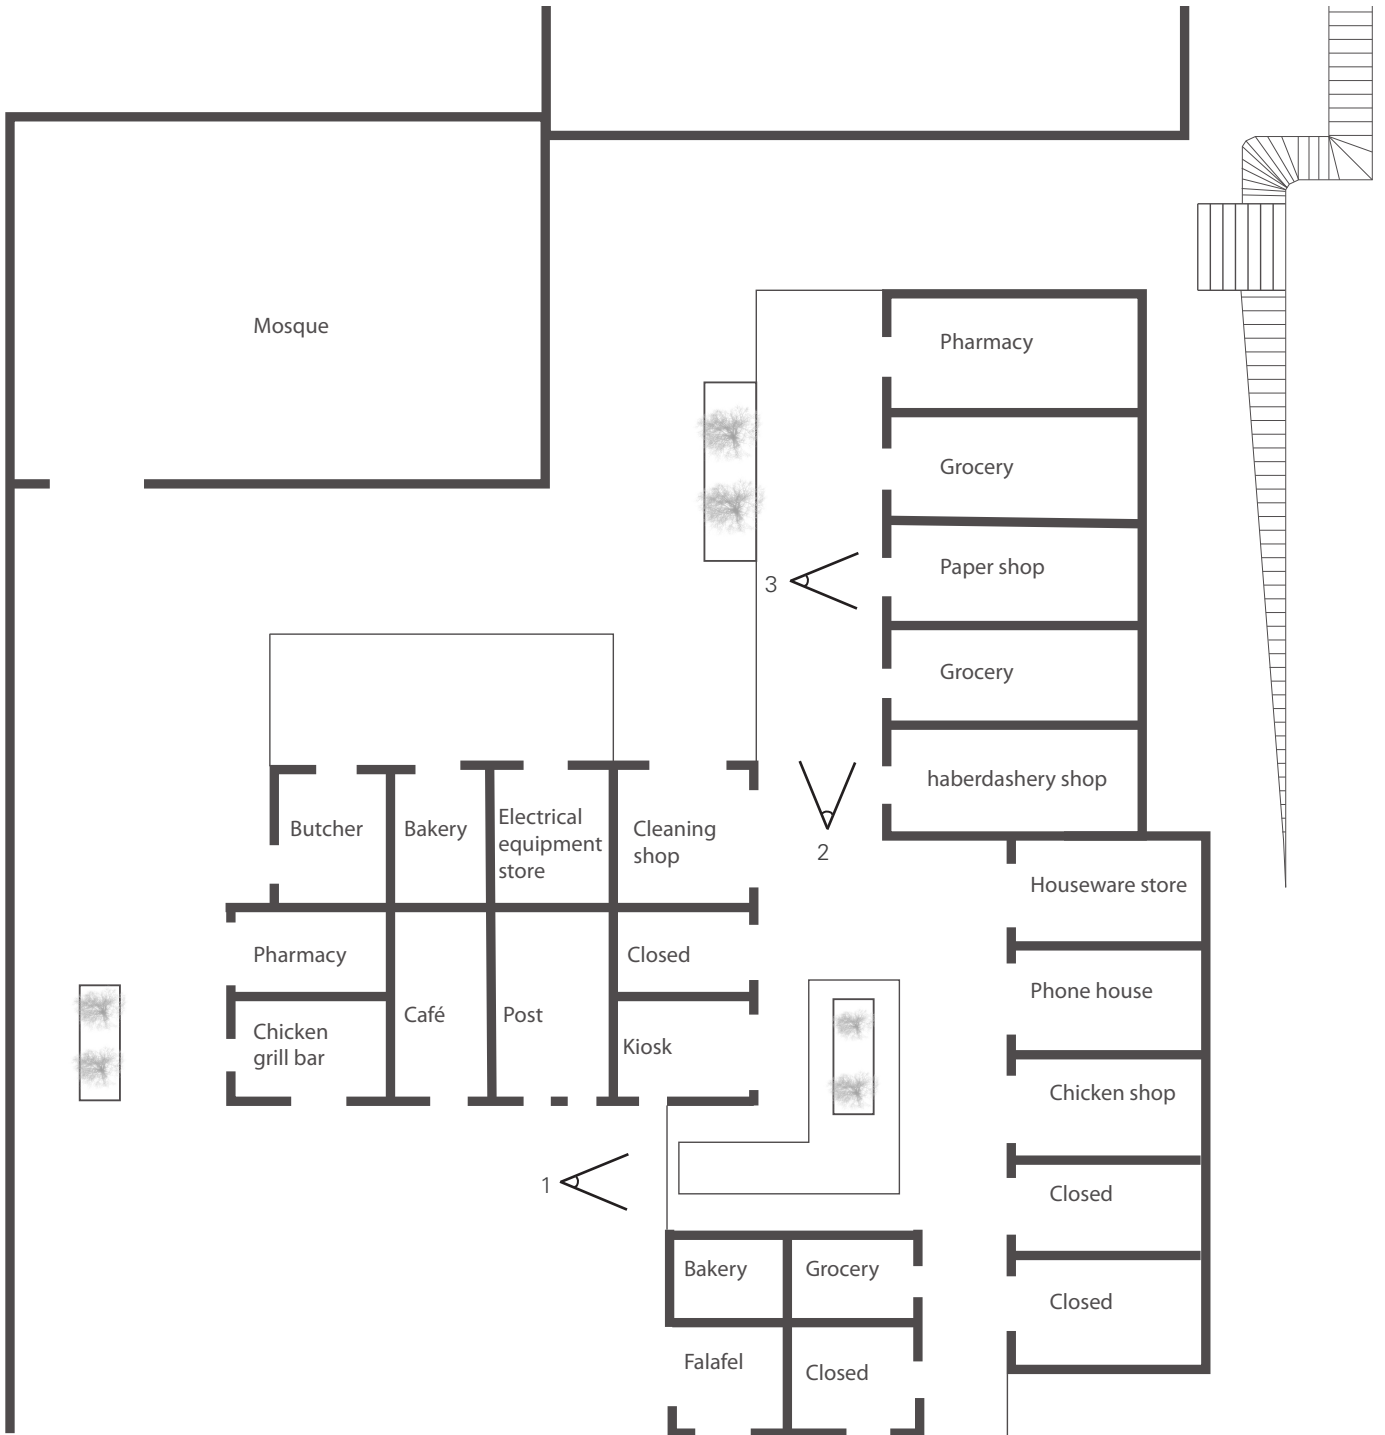 Mosque
Pharmacy
Grocery
Paper shop
3
Grocery
haberdashery shop
Butcher
Bakery
Electrical
equipment
store
Cleaning
shop
2
Houseware store
Pharmacy
Closed
Phone house
Chicken
grill bar
Café
Post
Kiosk
Chicken shop
1
Closed
Bakery
Grocery
Closed
Falafel
Closed